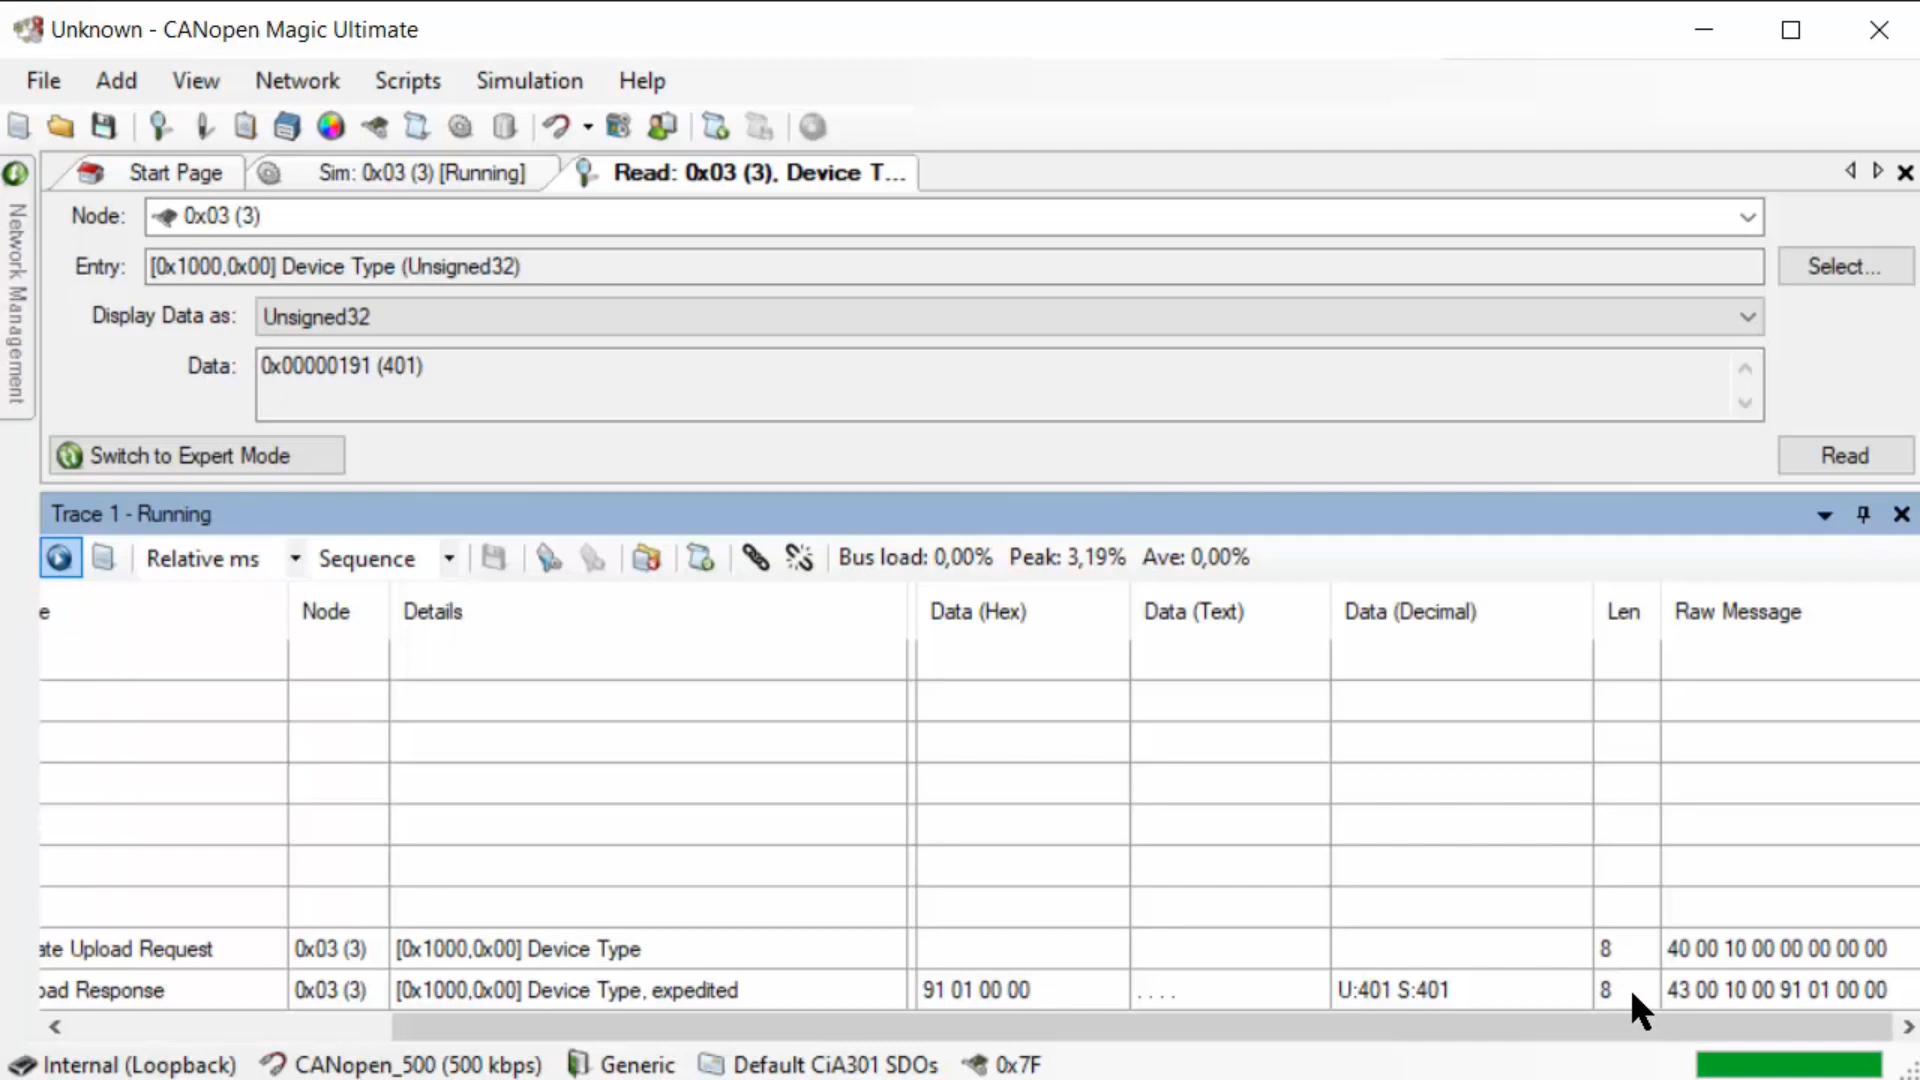 Unknown - CANopen Magic Ultimate
File Add View Network Scripts Simulation Help
Start Page Sim: 0x03 (3) [Running] Read: 0x03 (3), Device T...
Network Management
Node: 0x03 (3)
Entry: [0x1000,0x00] Device Type (Unsigned32) Select...
Display Data as: Unsigned32
Data: 0x00000191 (401)
Switch to Expert Mode Read
Trace 1 - Running
Relative ms Sequence Bus load: 0,00% Peak: 3,19% Ave: 0,00%
e Node Details Data (Hex) Data (Text) Data (Decimal) Len Raw Message
ate Upload Request 0x03 (3) [0x1000,0x00] Device Type 8 40 00 10 00 00 00 00 00
oad Response 0x03 (3) [0x1000,0x00] Device Type, expedited 91 01 00 00 . . . . U:401 S:401 8 43 00 10 00 91 01 00 00
Internal (Loopback) CANopen_500 (500 kbps) Generic Default CiA301 SDOs 0x7F